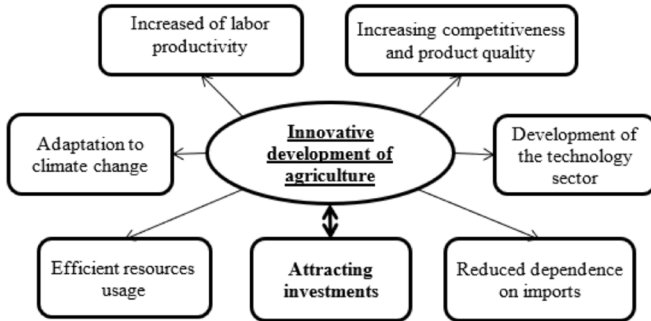 Increased of labor
productivity
Increasing competitiveness
and product quality
Adaptation to
climate change
Innovative
development of
agriculture
Development of
the technology
sector
Efficient resources
usage
Attracting
investments
Reduced dependence
on imports